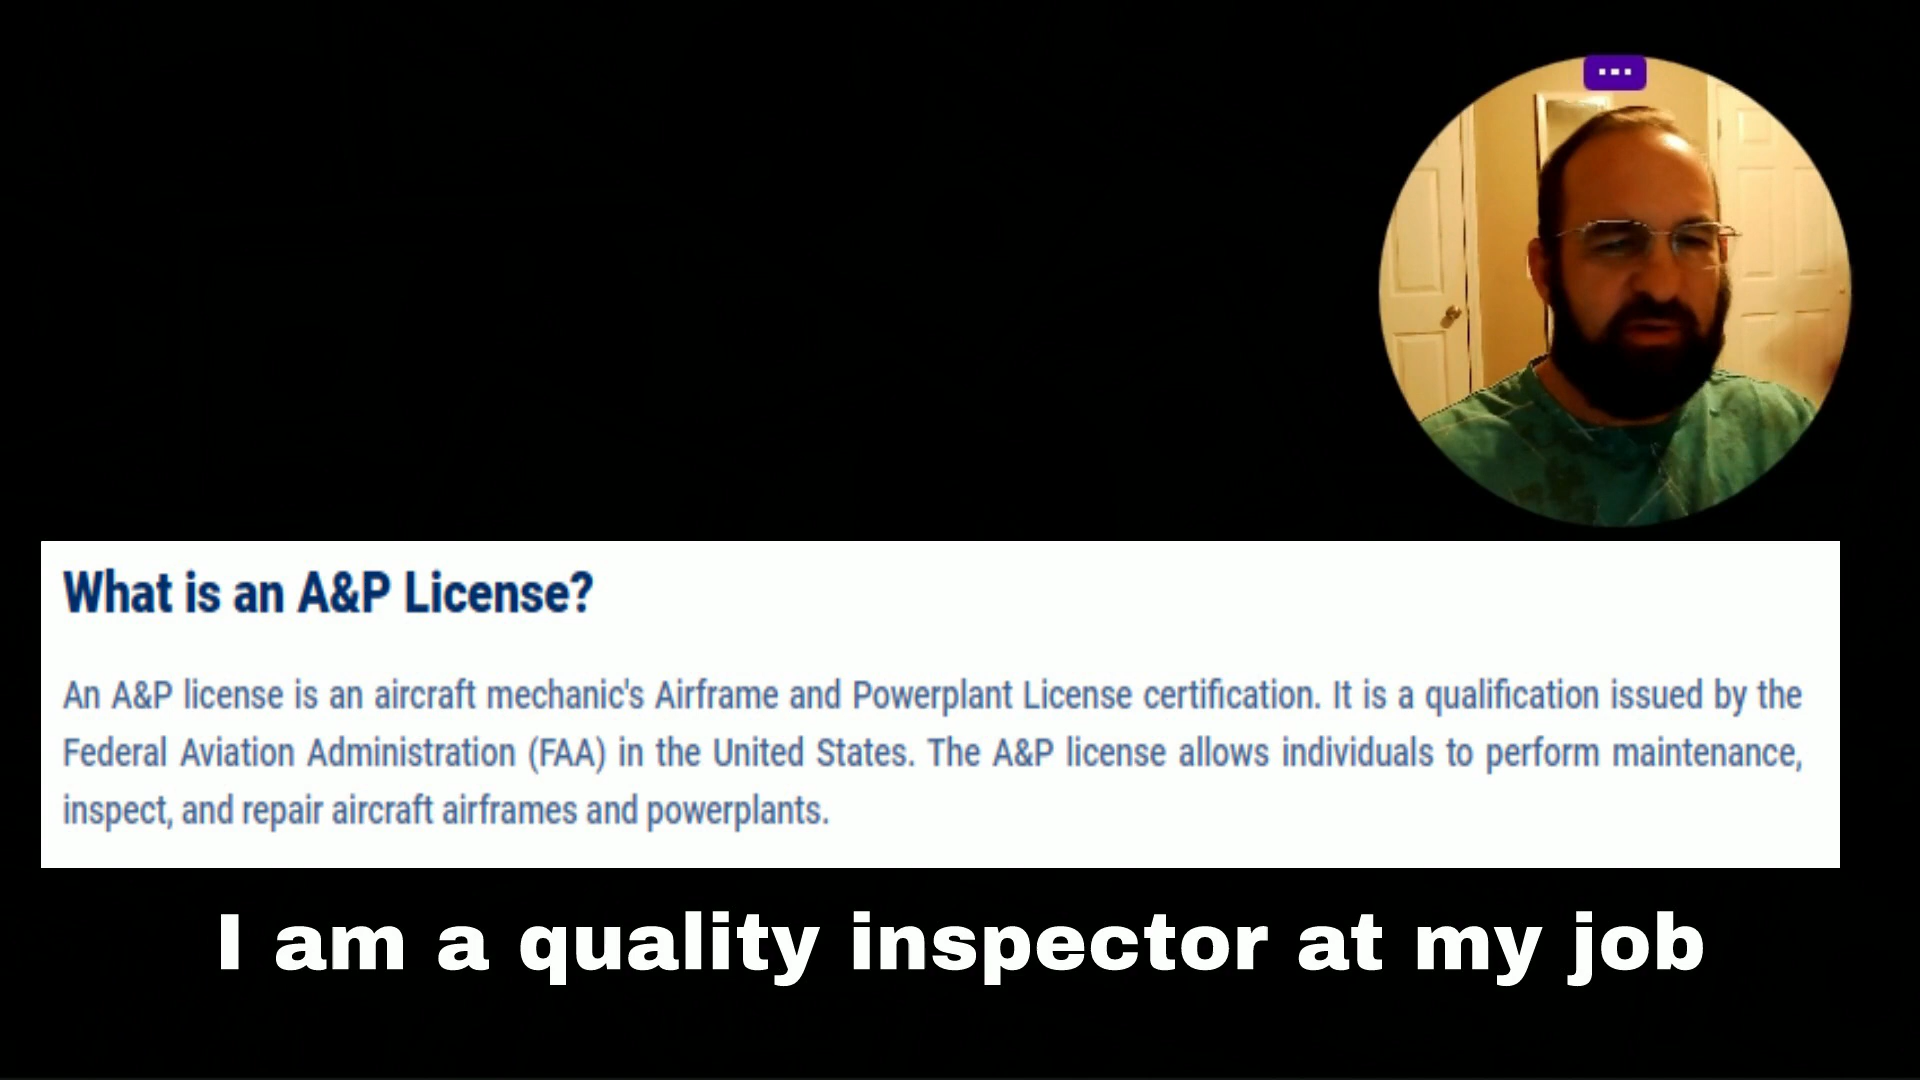 What is an A&P License?
An A&P license is an aircraft mechanic's Airframe and Powerplant License certification. It is a qualification issued by the
Federal Aviation Administration (FAA) in the United States. The A&P license allows individuals to perform maintenance,
inspect, and repair aircraft airframes and powerplants.
I am a quality inspector at my job